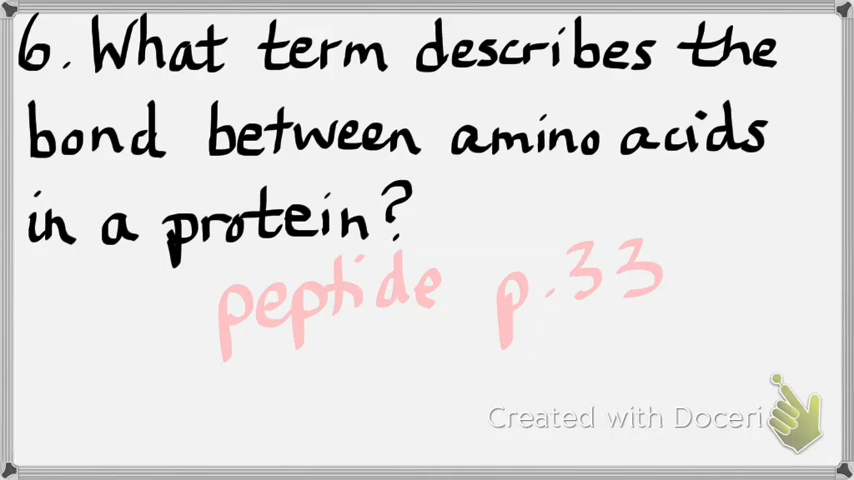 6. What term describes the
bond between amino acids
in a protein?
peptide p.33
Created with Doceri